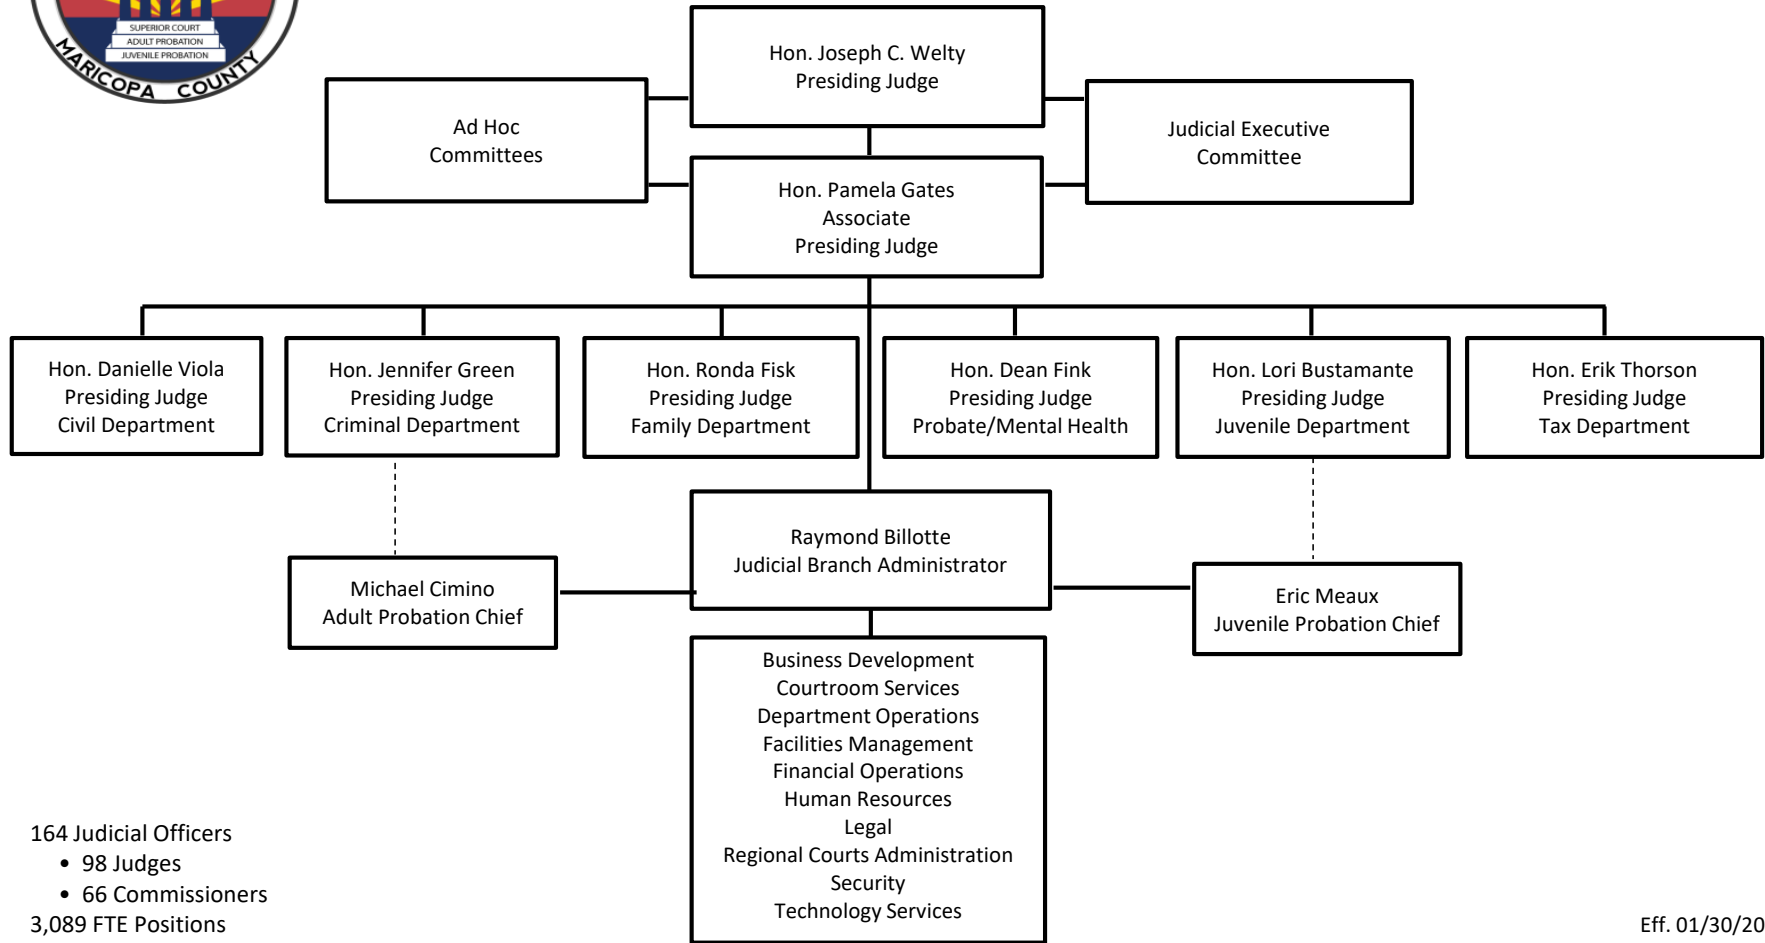 SUPERIOR COURT
ADULT PROBATION
JUVENILE PROBATION
MARICOPA COUNTY
Hon. Joseph C. Welty
Presiding Judge
Ad Hoc
Committees
Judicial Executive
Committee
Hon. Pamela Gates
Associate
Presiding Judge
Hon. Danielle Viola
Presiding Judge
Civil Department
Hon. Jennifer Green
Presiding Judge
Criminal Department
Hon. Ronda Fisk
Presiding Judge
Family Department
Hon. Dean Fink
Presiding Judge
Probate/Mental Health
Hon. Lori Bustamante
Presiding Judge
Juvenile Department
Hon. Erik Thorson
Presiding Judge
Tax Department
Raymond Billotte
Judicial Branch Administrator
Michael Cimino
Adult Probation Chief
Eric Meaux
Juvenile Probation Chief
Business Development
Courtroom Services
Department Operations
Facilities Management
Financial Operations
Human Resources
Legal
Regional Courts Administration
Security
Technology Services
164 Judicial Officers
• 98 Judges
• 66 Commissioners
3,089 FTE Positions
Eff. 01/30/20